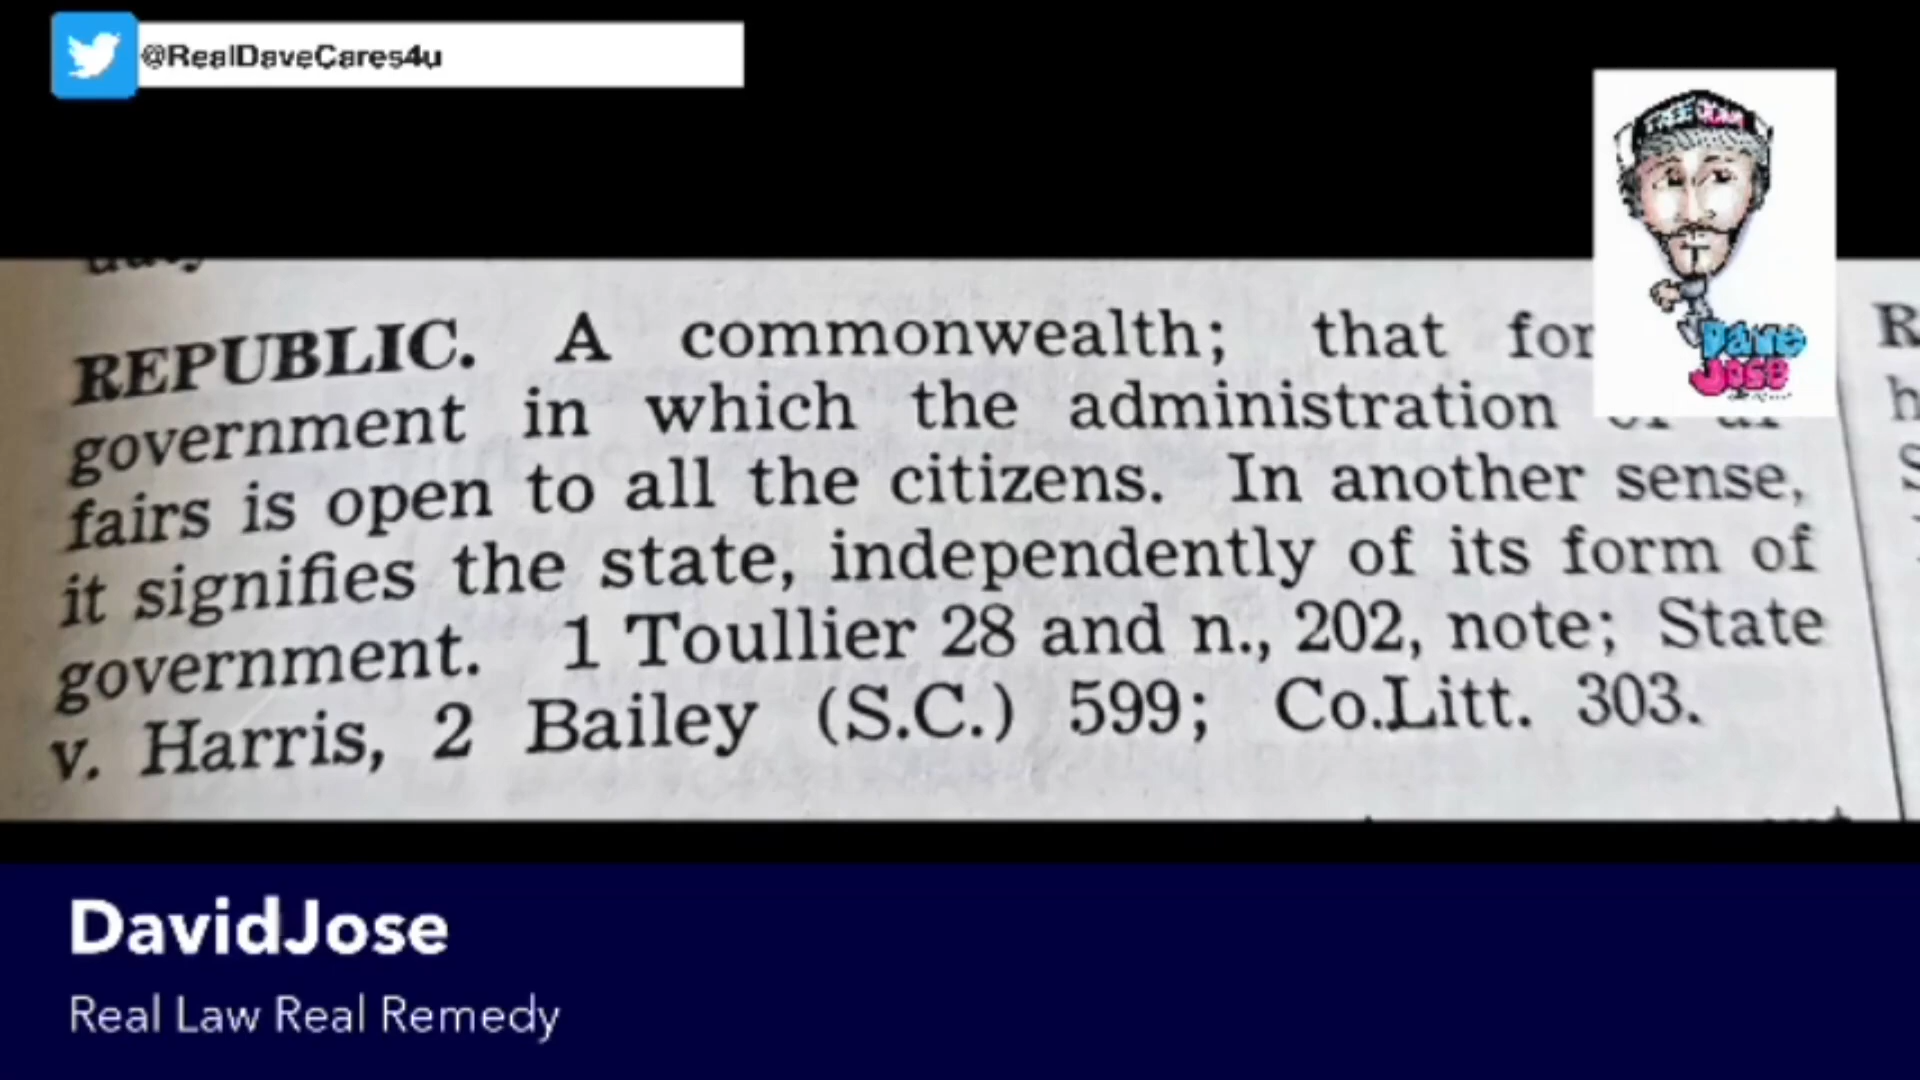 @RealDaveCares4u
FREEDOM
Dave
Jose
REPUBLIC. A commonwealth; that for
government in which the administration
fairs is open to all the citizens. In another sense,
it signifies the state, independently of its form of
government. 1 Toullier 28 and n., 202, note; State
v. Harris, 2 Bailey (S.C.) 599; Co.Litt. 303.
DavidJose
Real Law Real Remedy